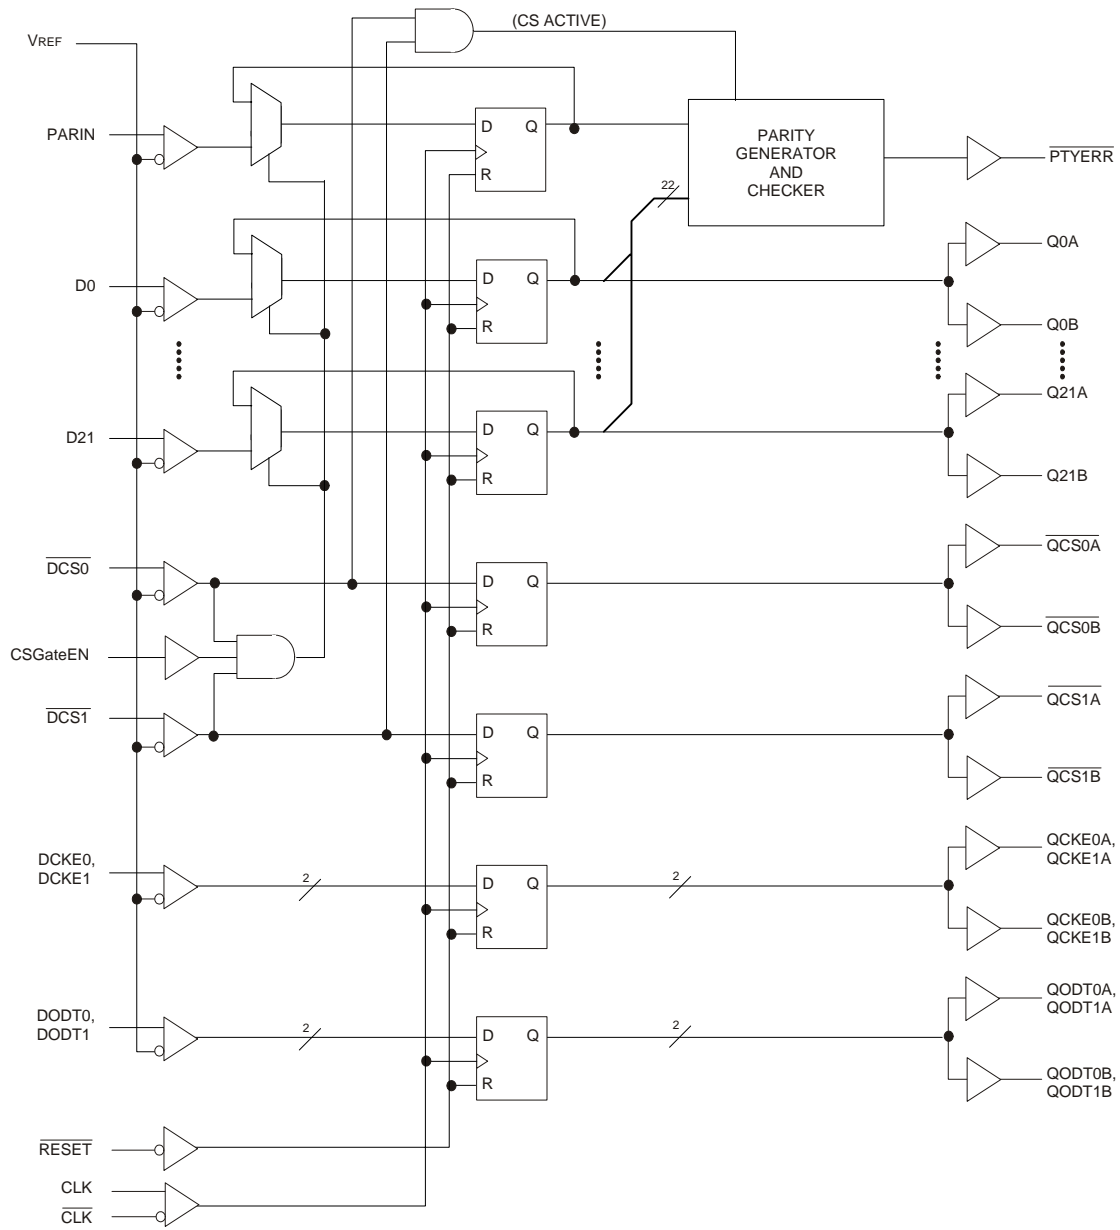 (CS ACTIVE)
VREF
PARIN
D Q
R
PARITY
GENERATOR
AND
CHECKER
22
PTYERR
D0
D Q
R
Q0A
Q0B
D21
D Q
R
Q21A
Q21B
DCS0
D Q
R
QCS0A
QCS0B
CSGateEN
DCS1
D Q
R
QCS1A
QCS1B
DCKE0,
DCKE1
2
D Q
R
2
QCKE0A,
QCKE1A
QCKE0B,
QCKE1B
DODT0,
DODT1
2
D Q
R
2
QODT0A,
QODT1A
QODT0B,
QODT1B
RESET
CLK
CLK